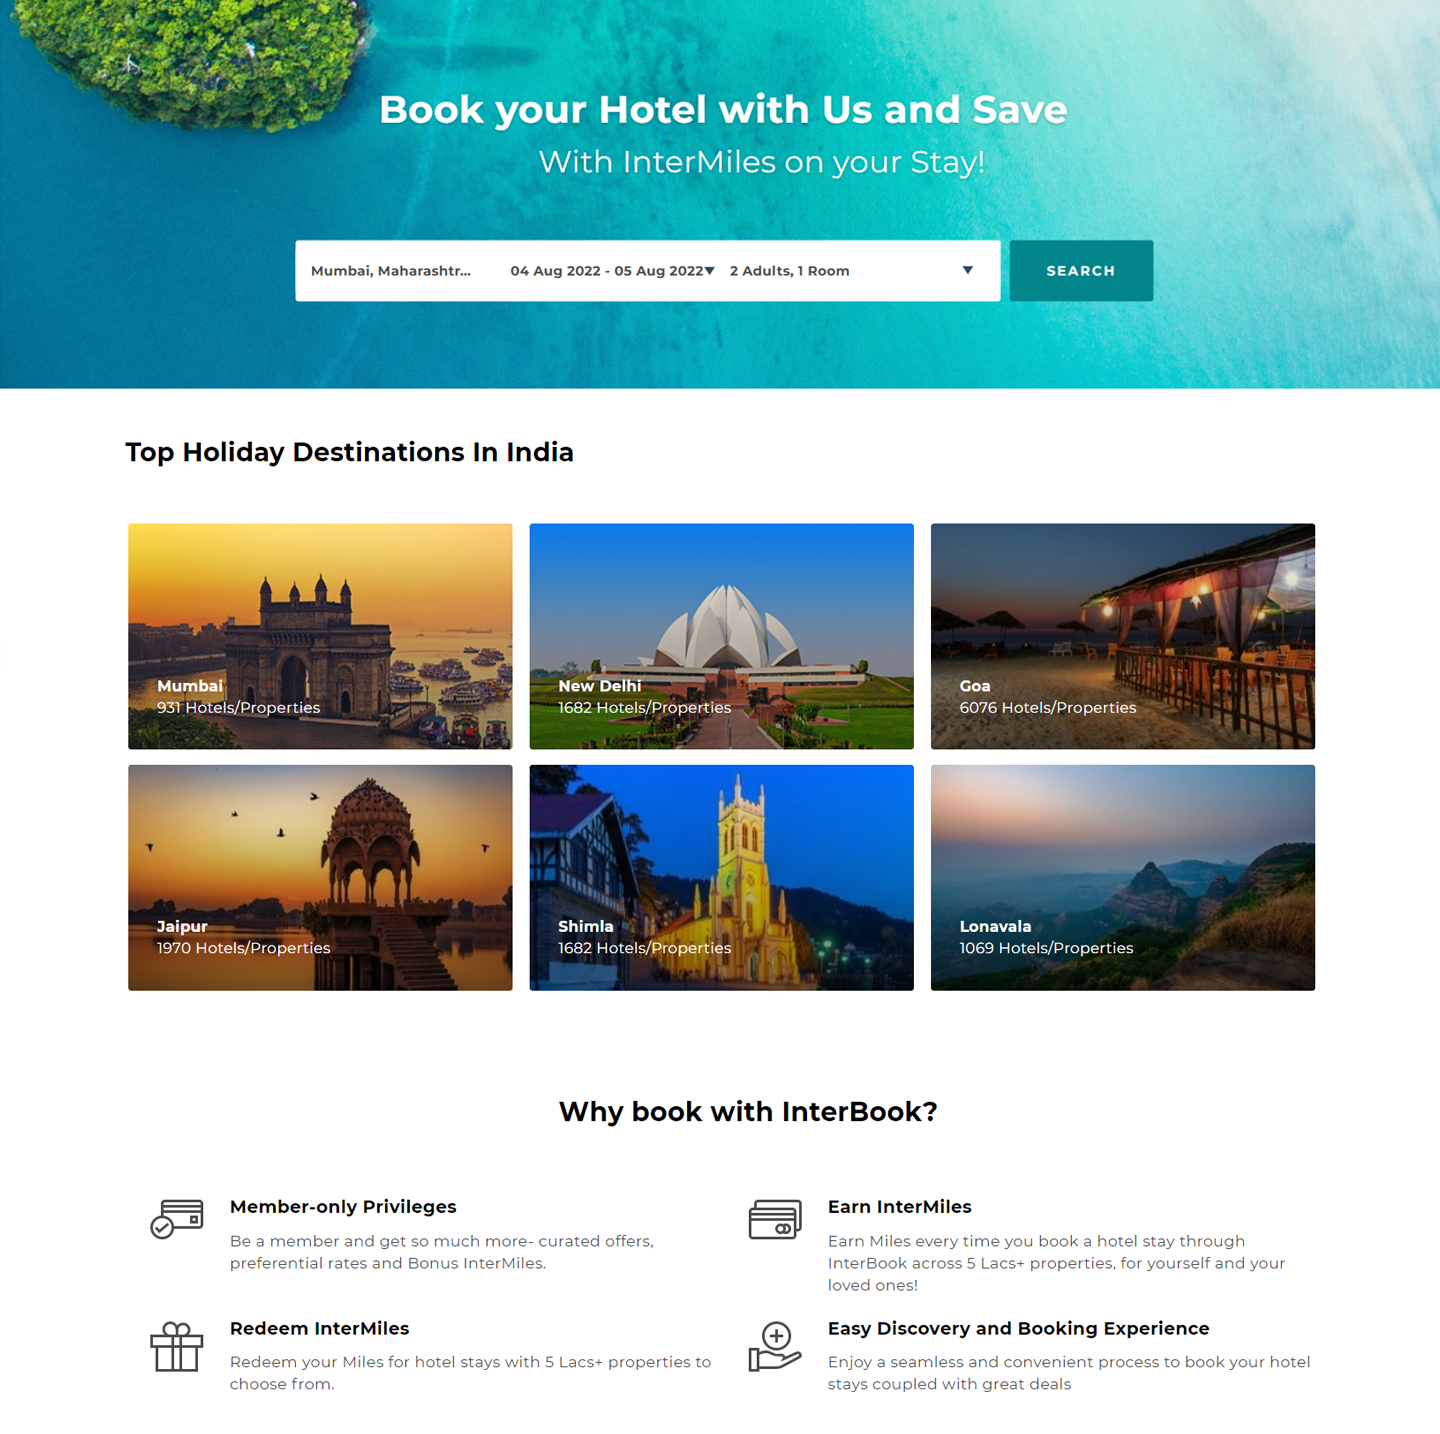 Book your Hotel with Us and Save
With InterMiles on your Stay!
Mumbai, Maharashtr... 04 Aug 2022 - 05 Aug 2022 2 Adults, 1 Room SEARCH
Top Holiday Destinations In India
Mumbai
931 Hotels/Properties
New Delhi
1682 Hotels/Properties
Goa
6076 Hotels/Properties
Jaipur
1970 Hotels/Properties
Shimla
1682 Hotels/Properties
Lonavala
1069 Hotels/Properties
Why book with InterBook?
Member-only Privileges
Be a member and get so much more- curated offers,
preferential rates and Bonus InterMiles.
Earn InterMiles
Earn Miles every time you book a hotel stay through
InterBook across 5 Lacs+ properties, for yourself and your
loved ones!
Redeem InterMiles
Redeem your Miles for hotel stays with 5 Lacs+ properties to
choose from.
Easy Discovery and Booking Experience
Enjoy a seamless and convenient process to book your hotel
stays coupled with great deals